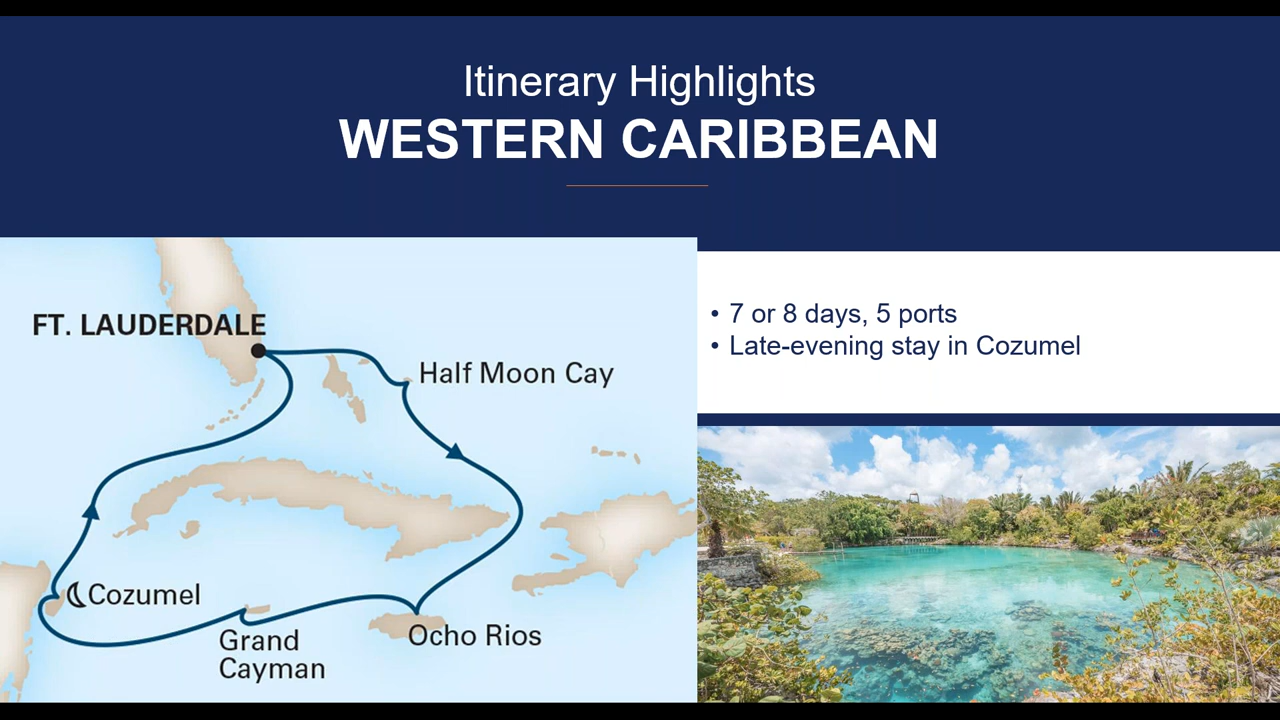 Itinerary Highlights
WESTERN CARIBBEAN
FT. LAUDERDALE
Half Moon Cay
Cozumel
Grand
Cayman
Ocho Rios
• 7 or 8 days, 5 ports
• Late-evening stay in Cozumel